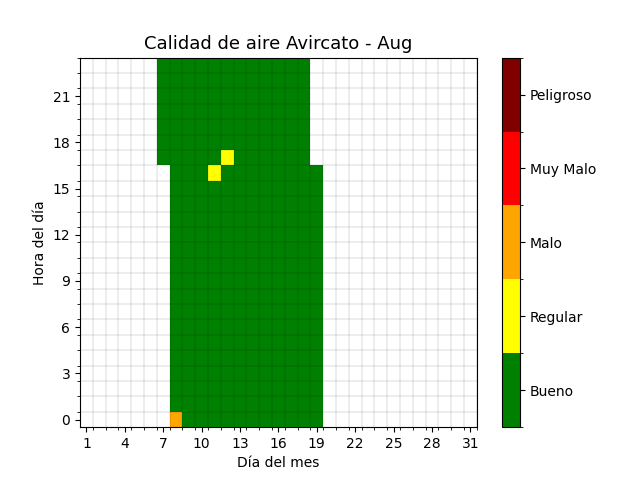 Calidad de aire Avircato - Aug
Hora del día
21
18
15
12
9
6
3
0
1 4 7 10 13 16 19 22 25 28 31
Día del mes
Peligroso
Muy Malo
Malo
Regular
Bueno